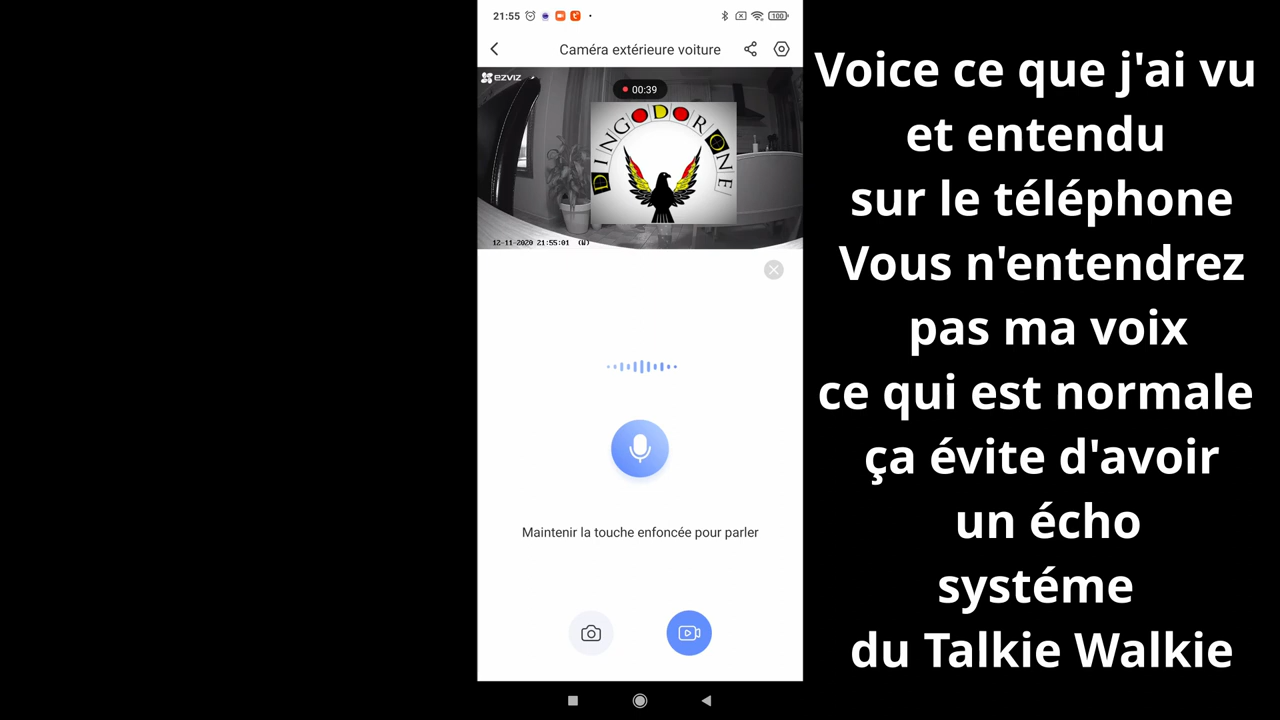 21:55
100
Caméra extérieure voiture
ezviz
00:39
DINGODRONE
12-11-2020 21:55:01 (W)
Maintenir la touche enfoncée pour parler
Voice ce que j'ai vu
et entendu
sur le téléphone
Vous n'entendrez
pas ma voix
ce qui est normale
ça évite d'avoir
un écho
systéme
du Talkie Walkie